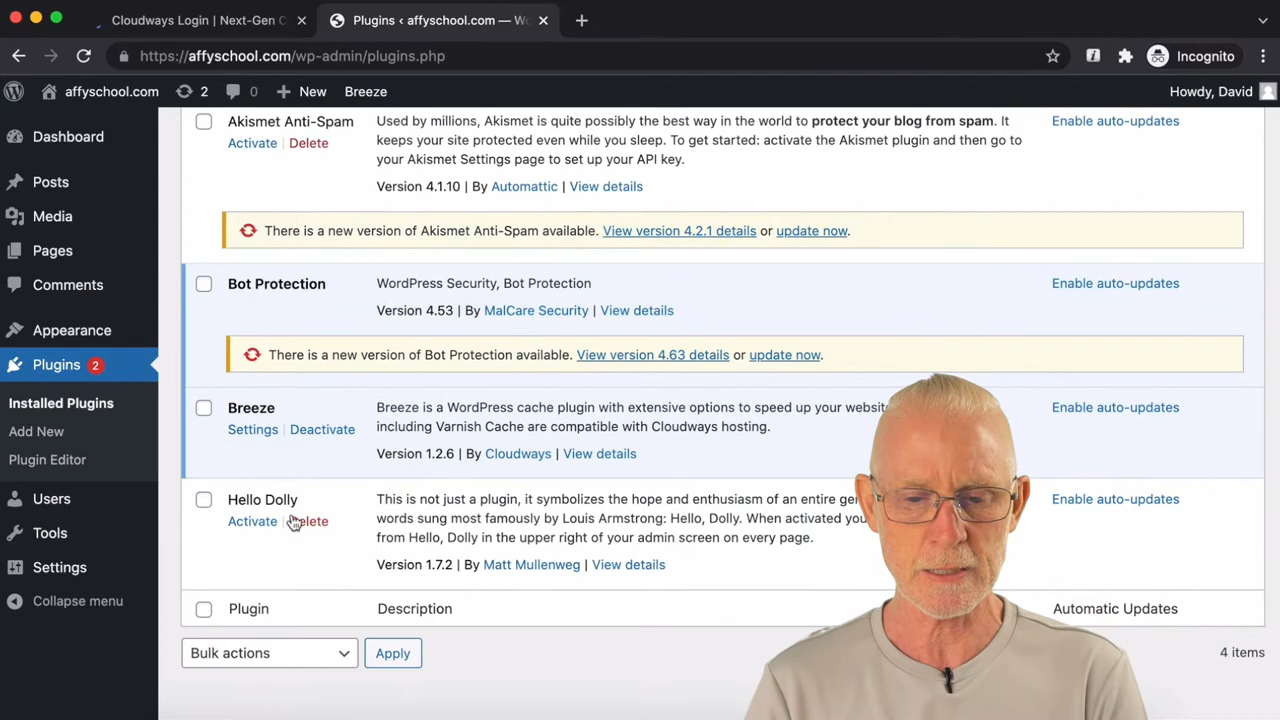 Cloudways Login | Next-Gen C
Plugins < affyschool.com — Wo
https://affyschool.com/wp-admin/plugins.php
Incognito
affyschool.com 2 0 New Breeze
Howdy, David
Dashboard
Posts
Media
Pages
Comments
Appearance
Plugins 2
Installed Plugins
Add New
Plugin Editor
Users
Tools
Settings
Collapse menu
Akismet Anti-Spam
Activate | Delete
Used by millions, Akismet is quite possibly the best way in the world to protect your blog from spam. It
keeps your site protected even while you sleep. To get started: activate the Akismet plugin and then go to
your Akismet Settings page to set up your API key.
Version 4.1.10 | By Automattic | View details
Enable auto-updates
There is a new version of Akismet Anti-Spam available. View version 4.2.1 details or update now.
Bot Protection
WordPress Security, Bot Protection
Version 4.53 | By MalCare Security | View details
Enable auto-updates
There is a new version of Bot Protection available. View version 4.63 details or update now.
Breeze
Settings | Deactivate
Breeze is a WordPress cache plugin with extensive options to speed up your websit
including Varnish Cache are compatible with Cloudways hosting.
Version 1.2.6 | By Cloudways | View details
Enable auto-updates
Hello Dolly
Activate | Delete
This is not just a plugin, it symbolizes the hope and enthusiasm of an entire gen
words sung most famously by Louis Armstrong: Hello, Dolly. When activated you
from Hello, Dolly in the upper right of your admin screen on every page.
Version 1.7.2 | By Matt Mullenweg | View details
Enable auto-updates
Plugin
Description
Automatic Updates
Bulk actions
Apply
4 items